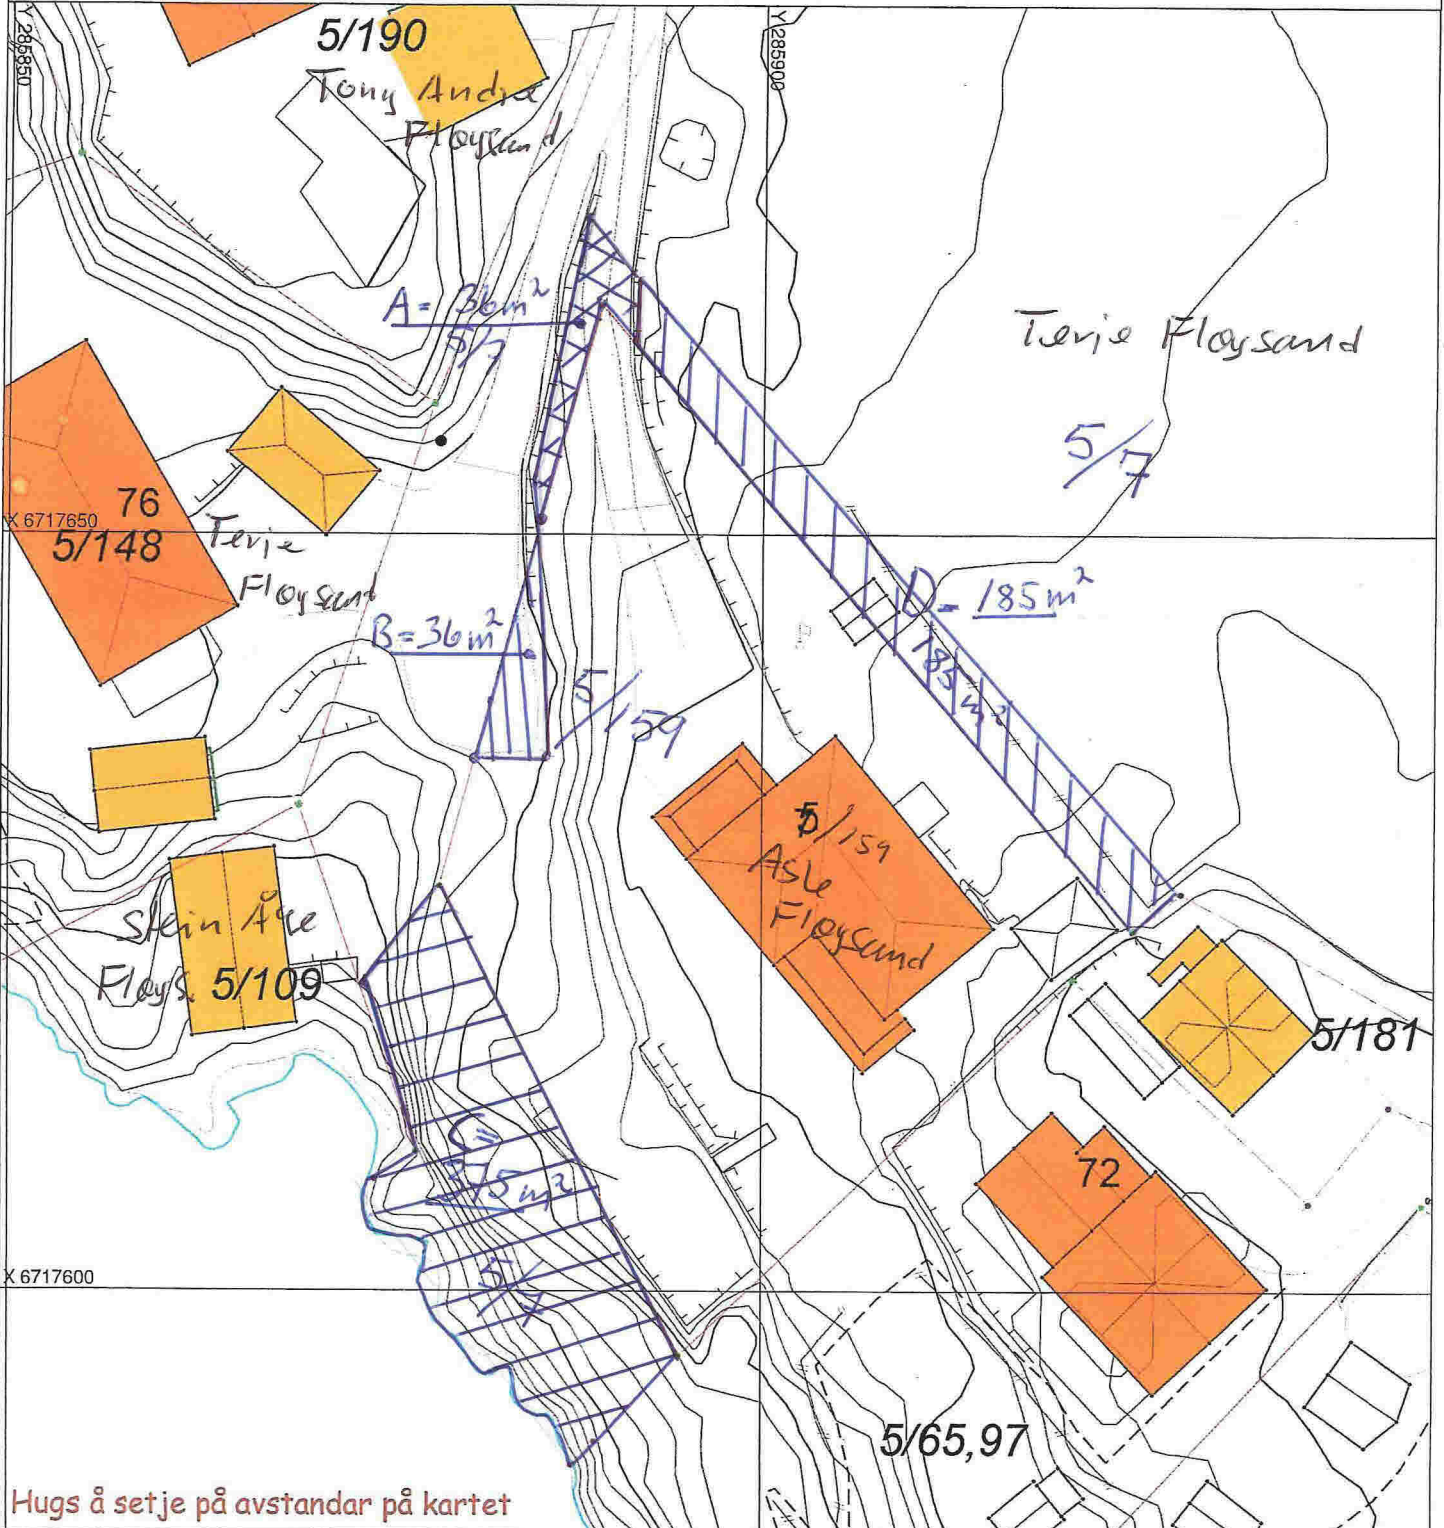 Y 285850
5/190
Y 285900
Tony Andre
Fløysand
A = 36m²
5/7
Terje Fløysand
5/7
76
X 6717650
5/148
Terje
Fløysand
B = 36m²
D = 185m²
185m²
5/159
5/159
Asle
Fløysand
Stein Åge
Fløys. 5/109
5/181
C =
315m²
72
X 6717600
5/7
5/65,97
Hugs å setje på avstandar på kartet